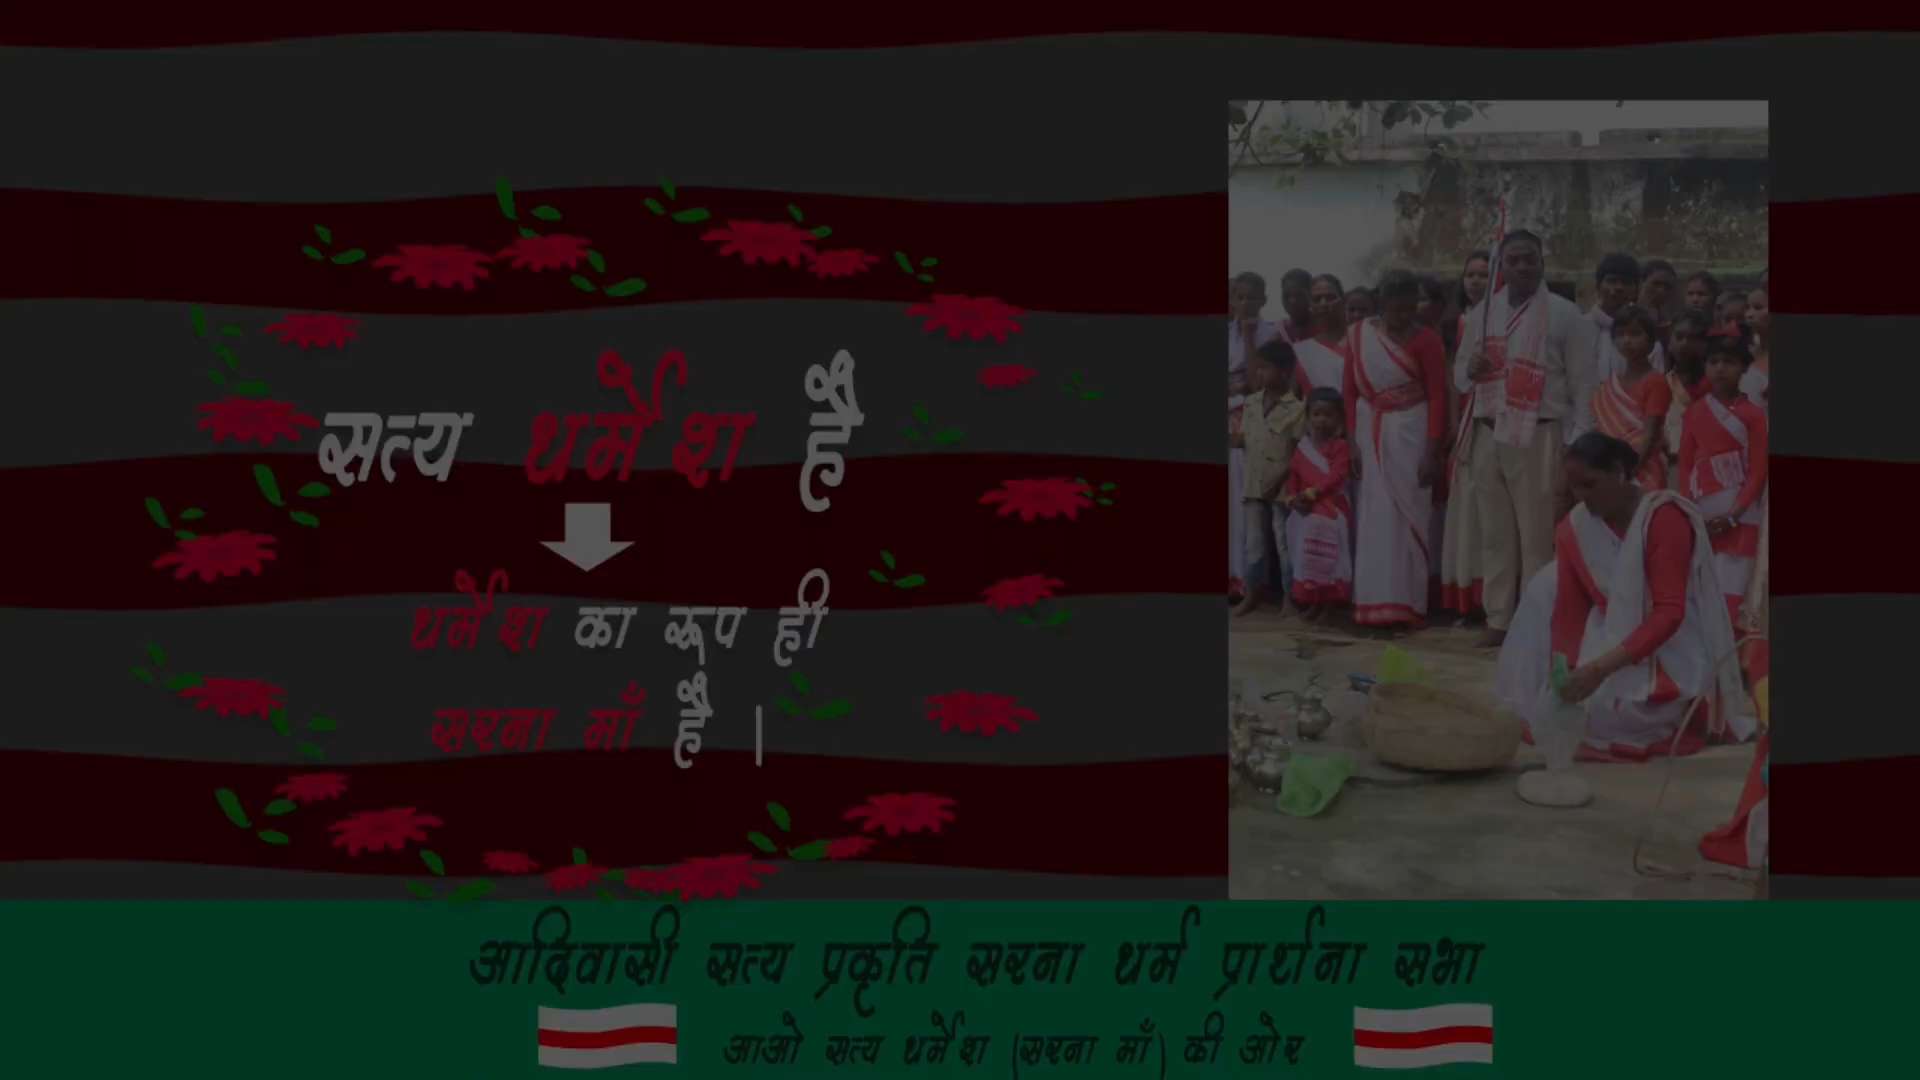 सत्य धर्मेश है
धर्मेश का रूप ही
सरना माँ है |
आदिवासी सत्य प्रकृति सरना धर्म प्रार्थना सभा
आओ सत्य धर्मेश (सरना माँ) की ओर